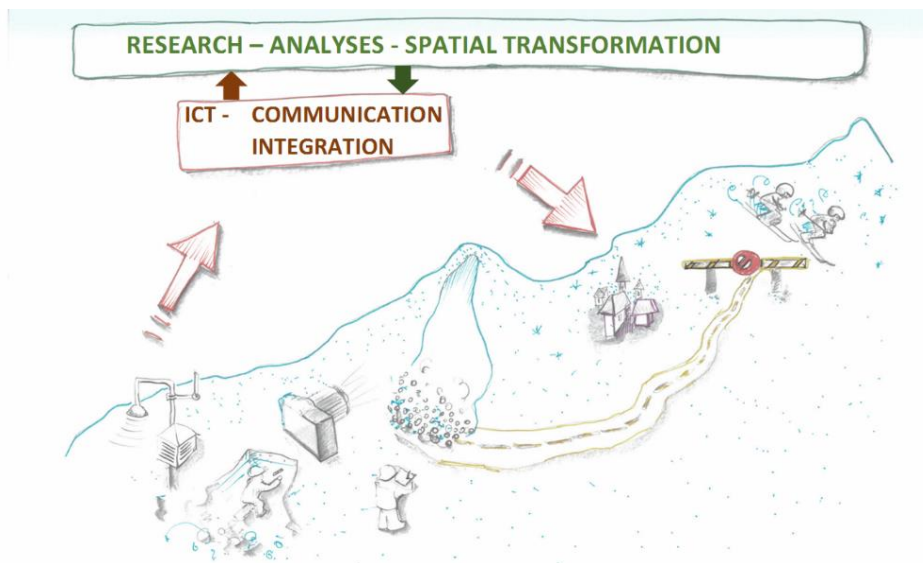 RESEARCH – ANALYSES - SPATIAL TRANSFORMATION
ICT - COMMUNICATION
INTEGRATION